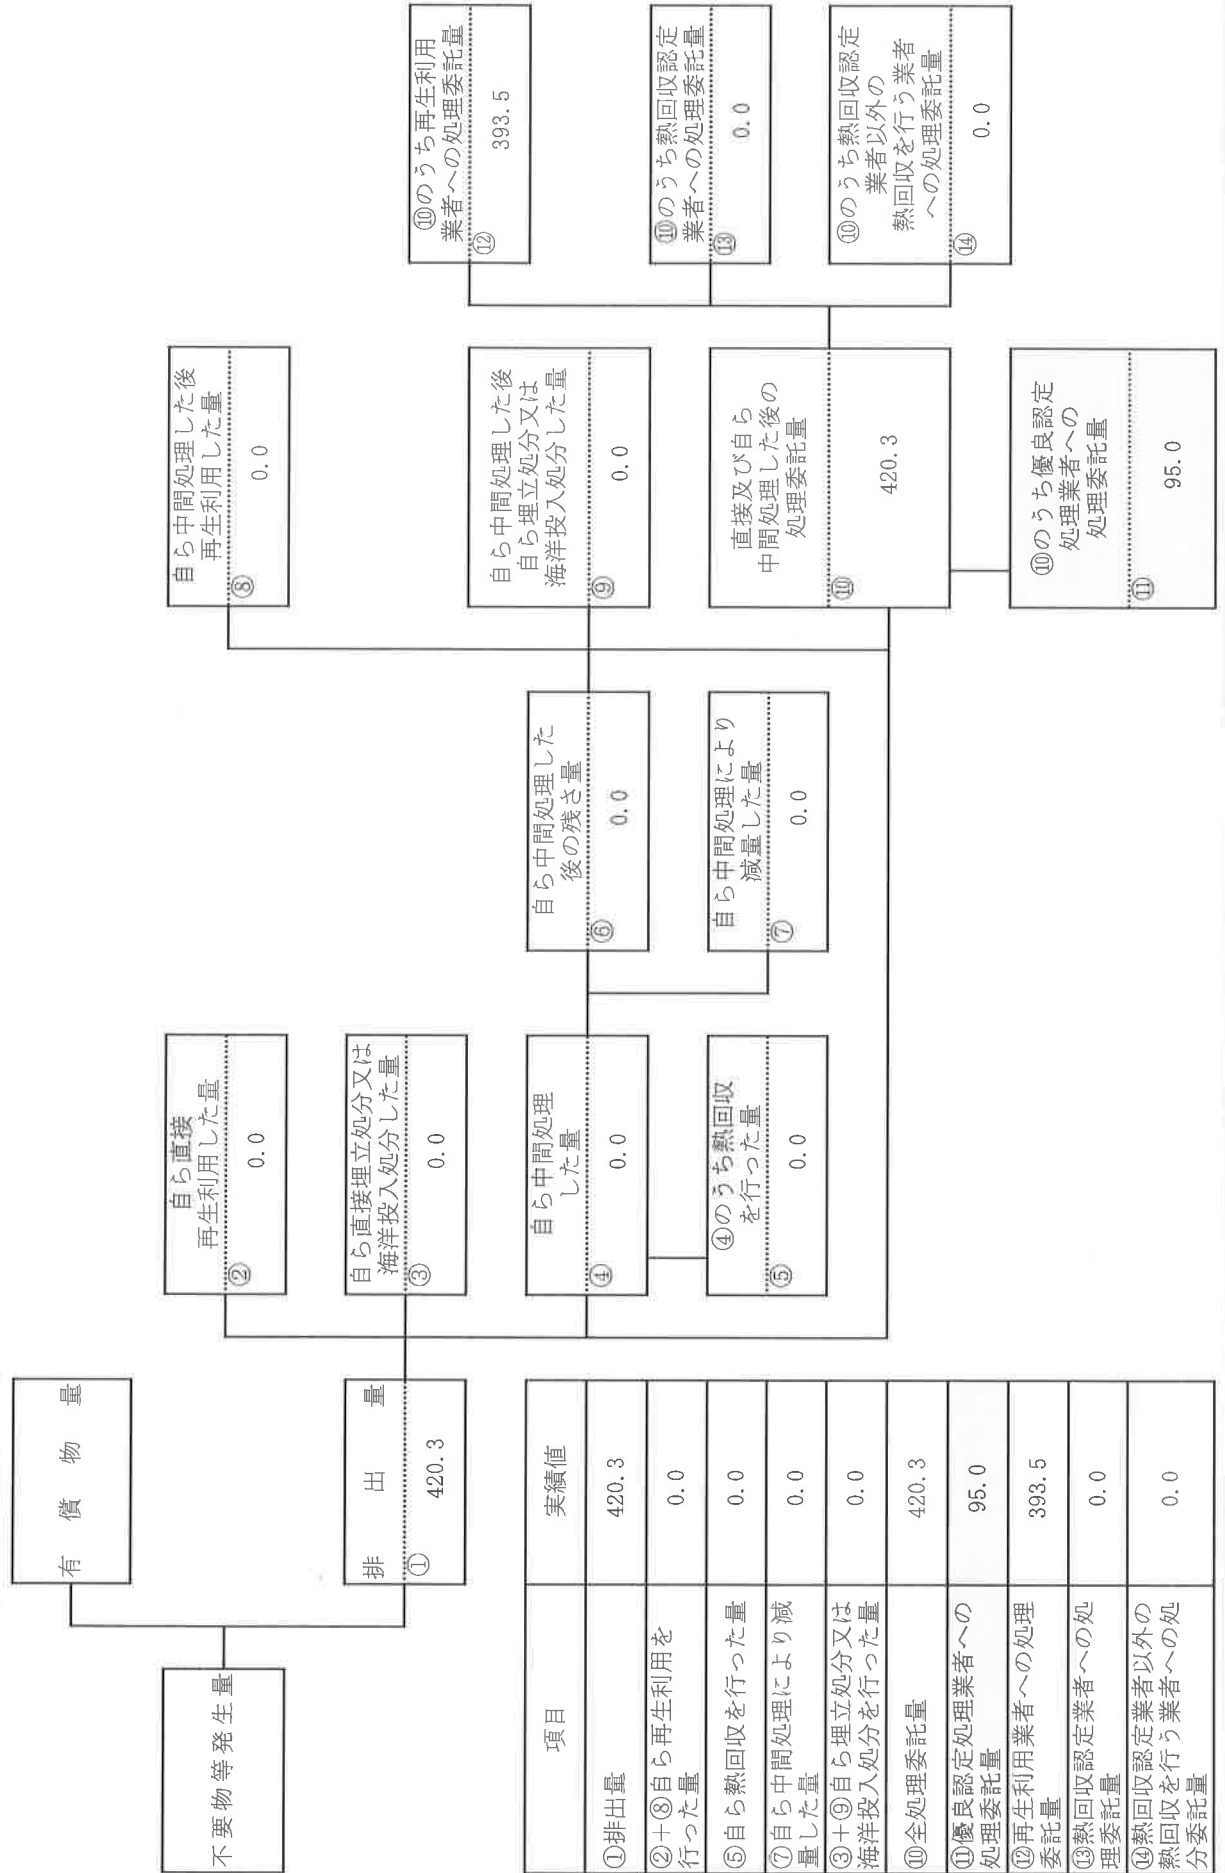 不要物等発生量
有償物量
排出量
①
420.3
自ら直接
再生利用した量
②
0.0
自ら直接埋立処分又は
海洋投入処分した量
③
0.0
自ら中間処理
した量
④
0.0
④のうち熱回収
を行った量
⑤
0.0
自ら中間処理した
後の残さ量
⑥
0.0
自ら中間処理により
減量した量
⑦
0.0
自ら中間処理した後
再生利用した量
⑧
0.0
自ら中間処理した後
自ら埋立処分又は
海洋投入処分した量
⑨
0.0
直接及び自ら
中間処理した後の
処理委託量
⑩
420.3
⑩のうち優良認定
処理業者への
処理委託量
⑪
95.0
⑩のうち再生利用
業者への処理委託量
⑫
393.5
⑩のうち熱回収認定
業者への処理委託量
⑬
0.0
⑩のうち熱回収認定
業者以外の
熱回収を行う業者
への処理委託量
⑭
0.0
項目 実績値
①排出量 420.3
②+⑧自ら再生利用を
行った量 0.0
⑤自ら熱回収を行った量 0.0
⑦自ら中間処理により減
量した量 0.0
③+⑨自ら埋立処分又は
海洋投入処分を行った量 0.0
⑩全処理委託量 420.3
⑪優良認定処理業者への
処理委託量 95.0
⑫再生利用業者への処理
委託量 393.5
⑬熱回収認定業者への処
理委託量 0.0
⑭熱回収認定業者以外の
熱回収を行う業者への処
分委託量 0.0